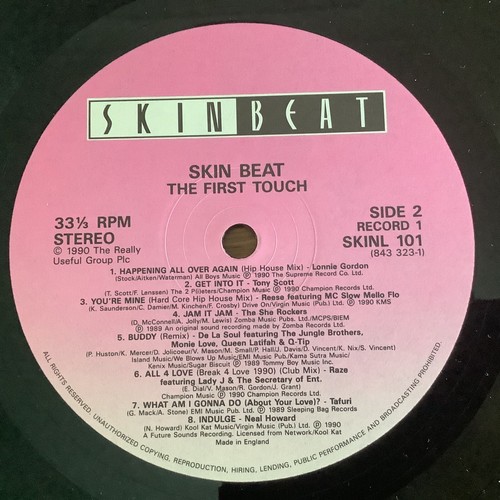 SKINBEAT
SKIN BEAT
THE FIRST TOUCH
33⅓ RPM
STEREO
© 1990 The Really
Useful Group Plc
SIDE 2
RECORD 1
SKINL 101
(843 323-1)
1. HAPPENING ALL OVER AGAIN (Hip House Mix) - Lonnie Gordon
(Stock/Aitken/Waterman) All Boys Music ℗ 1990 The Supreme Record Co. Ltd.
2. GET INTO IT - Tony Scott
(T. Scott/F. Lenssen) The 2 P(i)eters/Champion Music ℗ 1990 Champion Records Ltd.
3. YOU'RE MINE (Hard Core Hip House Mix) - Reese featuring MC Slow Mello Flo
(K. Saunderson/C. Damier/M. Kinchen/F. Crosby) Drive On/Virgin Music (Pub.) Ltd. ℗ 1990 KMS
4. JAM IT JAM - The She Rockers
(D. McConnell/A. Jolly/M. Lewis) Zomba Music Pub. Ltd./MCPS/BIEM
℗ 1989 An original sound recording made by Zomba Records Ltd.
5. BUDDY (Remix) - De La Soul featuring The Jungle Brothers,
Monie Love, Queen Latifah & Q-Tip
(P. Huston/K. Mercer/D. Jolicoeur/V. Mason/M. Small/P. Hall/J. Davis/D. Vincent/K. Nix/S. Vincent)
Island Music/We Blows Up Music/EMI Music Pub./Kama Sutra Music/
Kenix Music/Sugar Biscuit ℗ 1989 Tommy Boy Music Inc.
6. ALL 4 LOVE (Break 4 Love 1990) (Club Mix) - Raze
featuring Lady J & The Secretary of Ent.
(E. Dial/V. Mason/R. Gordon/J. Grant)
Champion Music ℗ 1990 Champion Records Ltd.
7. WHAT AM I GONNA DO (About Your Love)? - Tafuri
(G. Mack/A. Stone) EMI Music Pub. Ltd. ℗ 1989 Sleeping Bag Records
8. INDULGE - Neal Howard
(N. Howard) Kool Kat Music/Virgin Music (Pub.) Ltd. ℗ 1990
A Future Sounds Recording. Licensed from Network/Kool Kat
Made in England
ALL RIGHTS RESERVED. UNAUTHORIZED COPYING, REPRODUCTION, HIRING, LENDING, PUBLIC PERFORMANCE AND BROADCASTING PROHIBITED